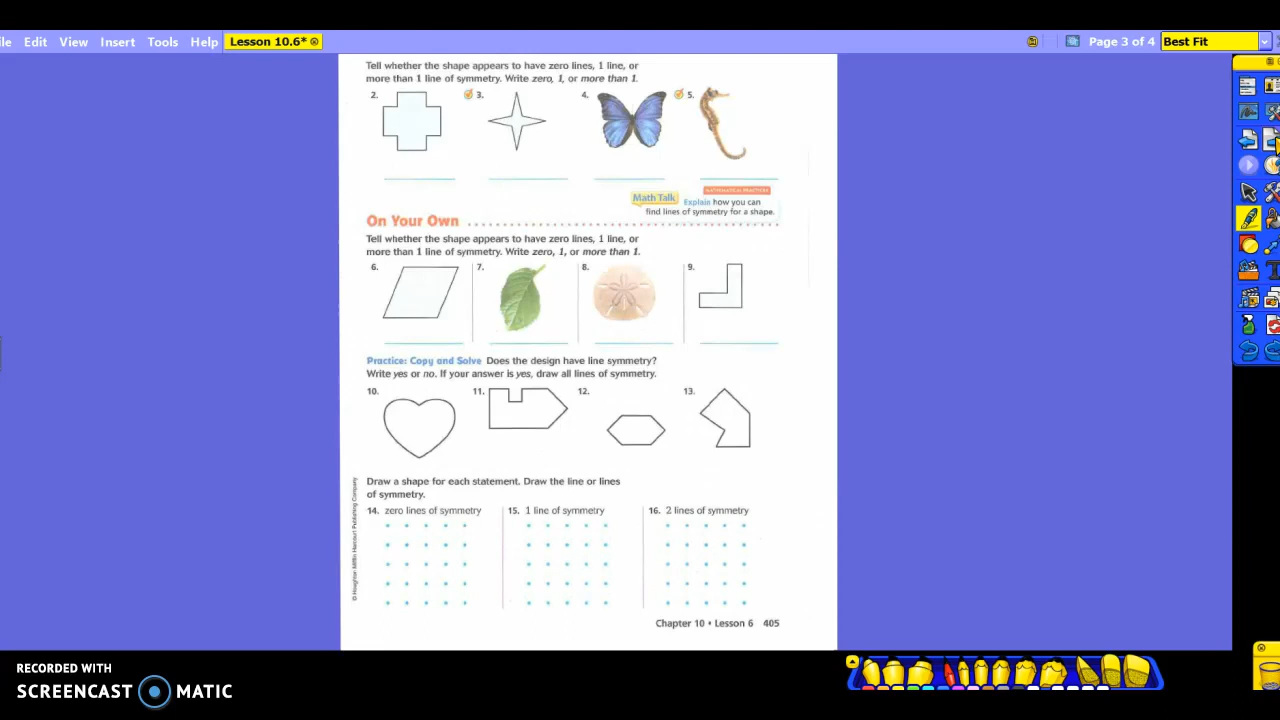 ile Edit View Insert Tools Help Lesson 10.6* Page 3 of 4 Best Fit
Tell whether the shape appears to have zero lines, 1 line, or
more than 1 line of symmetry. Write zero, 1, or more than 1.
2. 3. 4. 5.
Math Talk MATHEMATICAL PRACTICES
Explain how you can
find lines of symmetry for a shape.
On Your Own
Tell whether the shape appears to have zero lines, 1 line, or
more than 1 line of symmetry. Write zero, 1, or more than 1.
6. 7. 8. 9.
Practice: Copy and Solve Does the design have line symmetry?
Write yes or no. If your answer is yes, draw all lines of symmetry.
10. 11. 12. 13.
Draw a shape for each statement. Draw the line or lines
of symmetry.
14. zero lines of symmetry 15. 1 line of symmetry 16. 2 lines of symmetry
© Houghton Mifflin Harcourt Publishing Company
Chapter 10 • Lesson 6 405
RECORDED WITH
SCREENCAST MATIC